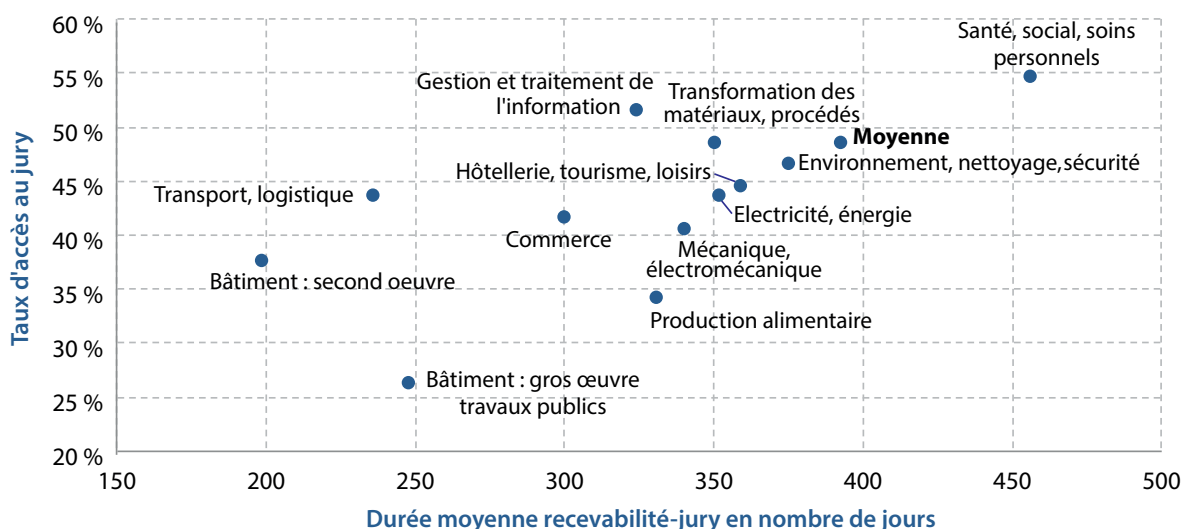 60 %
55 %
50 %
45 %
40 %
35 %
30 %
25 %
20 %
Taux d'accès au jury
Santé, social, soins
personnels
Gestion et traitement de
l'information
Transformation des
matériaux, procédés
Moyenne
Environnement, nettoyage,sécurité
Hôtellerie, tourisme, loisirs
Transport, logistique
Electricité, énergie
Commerce
Mécanique,
électromécanique
Bâtiment : second oeuvre
Production alimentaire
Bâtiment : gros œuvre
travaux publics
150 200 250 300 350 400 450 500
Durée moyenne recevabilité-jury en nombre de jours